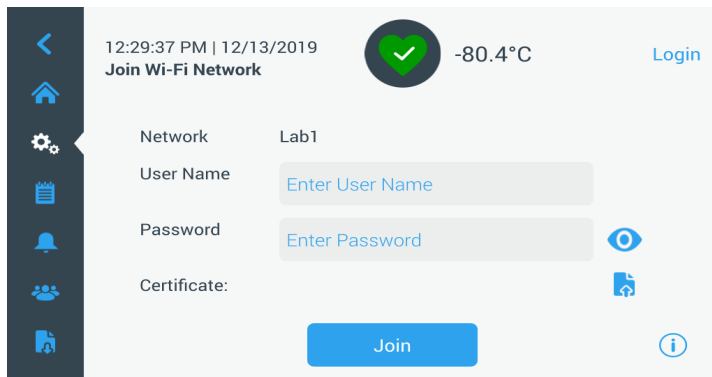 12:29:37 PM | 12/13/2019
Join Wi-Fi Network
-80.4°C
Login
Network Lab1
User Name Enter User Name
Password Enter Password
Certificate:
Join